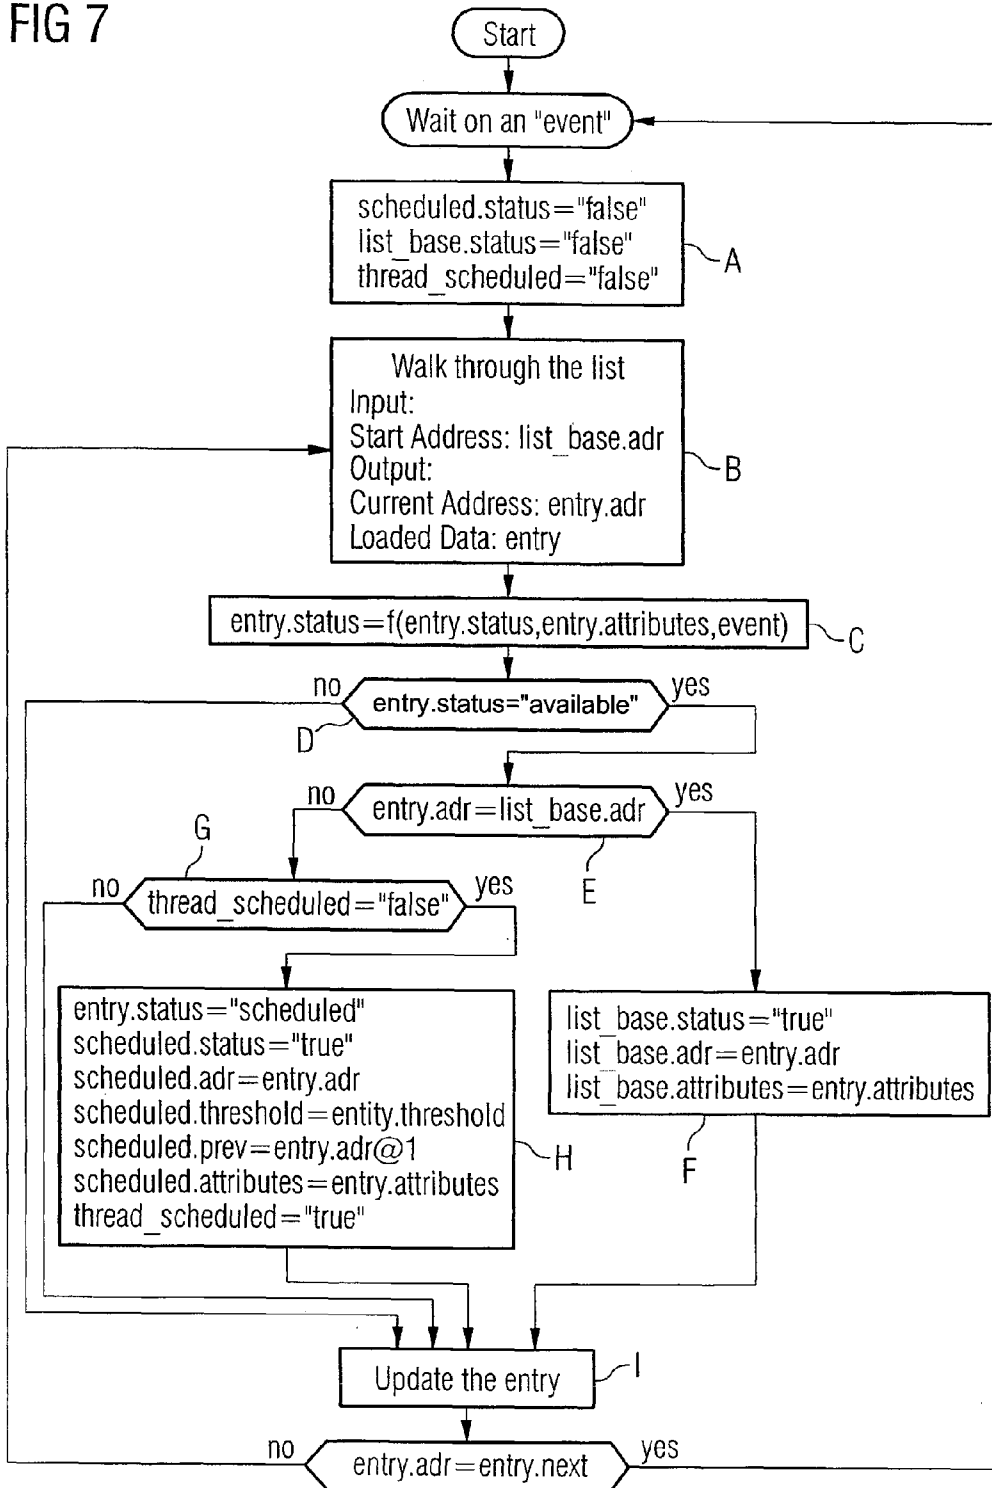 FIG 7
Start
Wait on an "event"
scheduled.status="false"
list_base.status="false"
thread_scheduled="false"
A
Walk through the list
Input:
Start Address: list_base.adr
Output:
Current Address: entry.adr
Loaded Data: entry
B
entry.status=f(entry.status,entry.attributes,event)
C
no
entry.status="available"
yes
D
no
entry.adr=list_base.adr
yes
E
G
no
thread_scheduled="false"
yes
entry.status="scheduled"
scheduled.status="true"
scheduled.adr=entry.adr
scheduled.threshold=entity.threshold
scheduled.prev=entry.adr@1
scheduled.attributes=entry.attributes
thread_scheduled="true"
H
list_base.status="true"
list_base.adr=entry.adr
list_base.attributes=entry.attributes
F
Update the entry
I
no
entry.adr=entry.next
yes